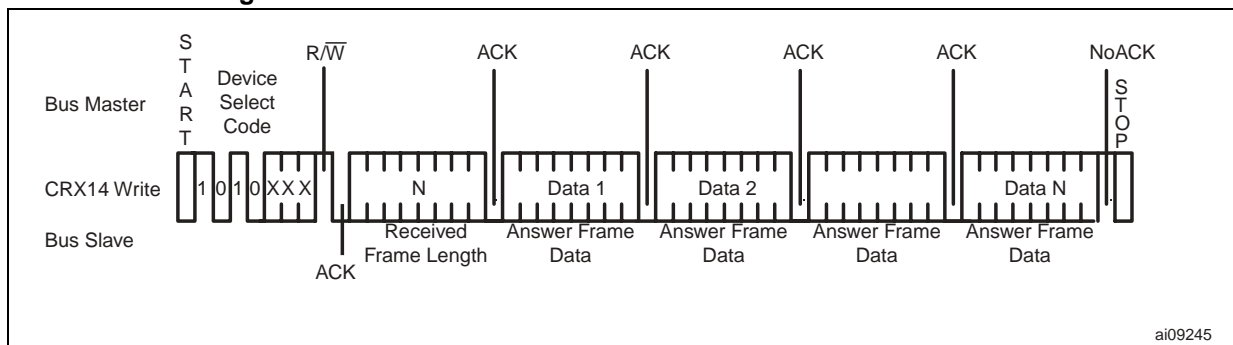 START
Device
Select
Code
R/W̅
ACK
ACK
ACK
ACK
NoACK
STOP
Bus Master
CRX14 Write
1 0 1 0 X X X
N
Data 1
Data 2
Data N
Bus Slave
ACK
Received
Frame Length
Answer Frame
Data
Answer Frame
Data
Answer Frame
Data
Answer Frame
Data
ai09245